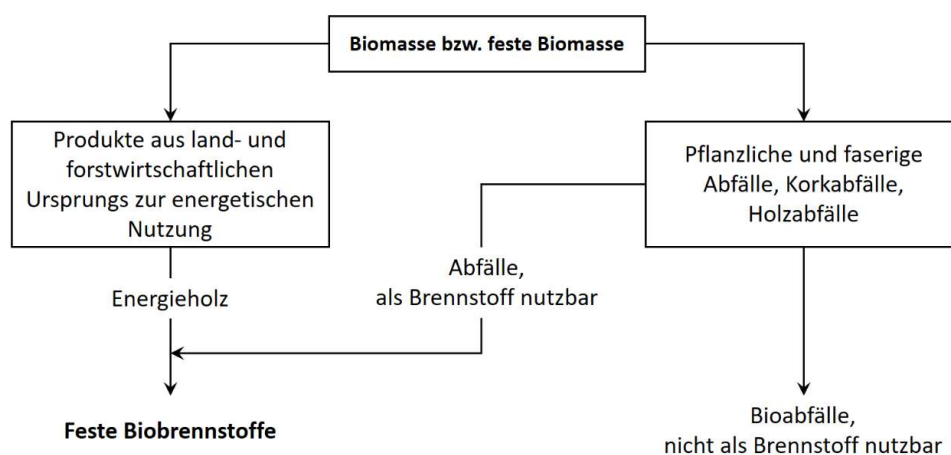 Biomasse bzw. feste Biomasse
Produkte aus land- und
forstwirtschaftlichen
Ursprungs zur energetischen
Nutzung
Pflanzliche und faserige
Abfälle, Korkabfälle,
Holzabfälle
Energieholz
Abfälle,
als Brennstoff nutzbar
Feste Biobrennstoffe
Bioabfälle,
nicht als Brennstoff nutzbar